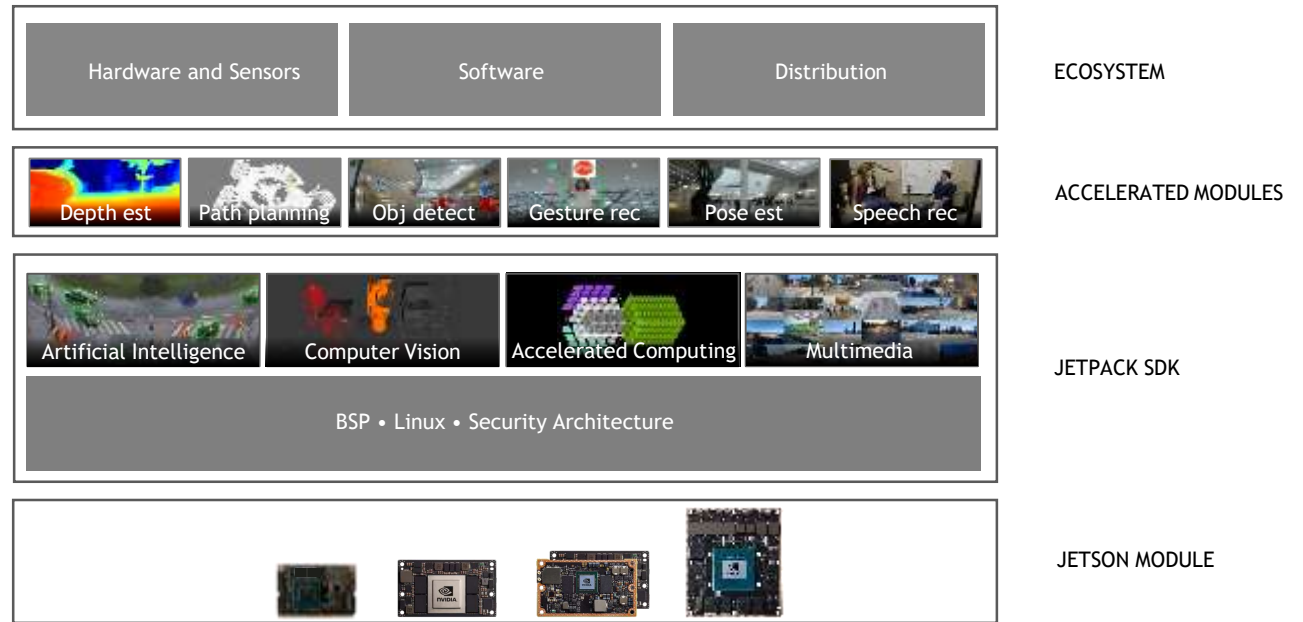 Hardware and Sensors
Software
Distribution
ECOSYSTEM
Depth est
Path planning
Obj detect
Gesture rec
Pose est
Speech rec
ACCELERATED MODULES
Artificial Intelligence
Computer Vision
Accelerated Computing
Multimedia
JETPACK SDK
BSP • Linux • Security Architecture
JETSON MODULE
NVIDIA